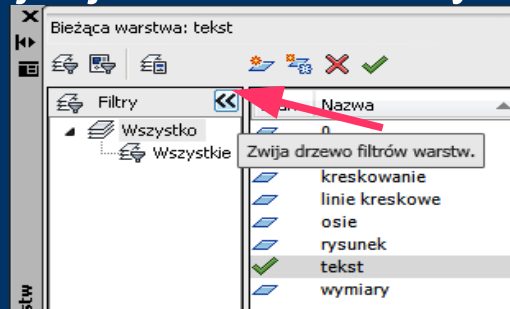 Bieżąca warstwa: tekst
Filtry
Nazwa
Wszystko
0
Wszystkie
Zwija drzewo filtrów warstw.
kreskowanie
linie kreskowe
osie
rysunek
tekst
wymiary